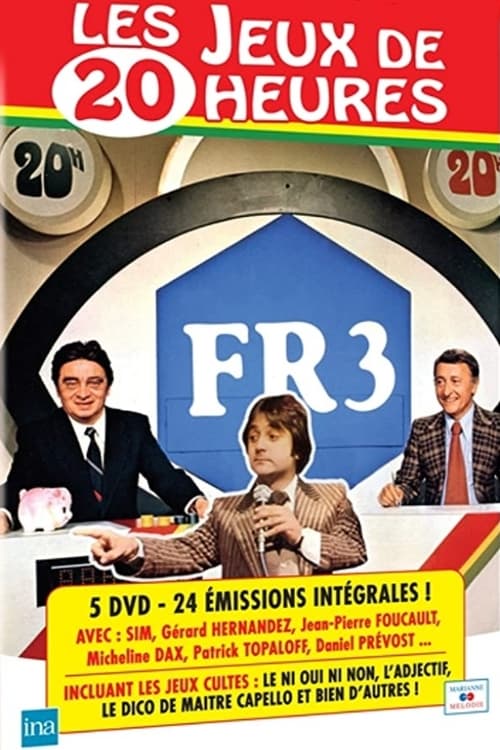 LES JEUX DE
20 HEURES
20H
20H
FR3
5 DVD - 24 ÉMISSIONS INTÉGRALES !
AVEC : SIM, Gérard HERNANDEZ, Jean-Pierre FOUCAULT,
Micheline DAX, Patrick TOPALOFF, Daniel PRÉVOST ...
INCLUANT LES JEUX CULTES : LE NI OUI NI NON, L'ADJECTIF,
LE DICO DE MAITRE CAPELLO ET BIEN D'AUTRES !
ina
MARIANNE
MÉLODIE